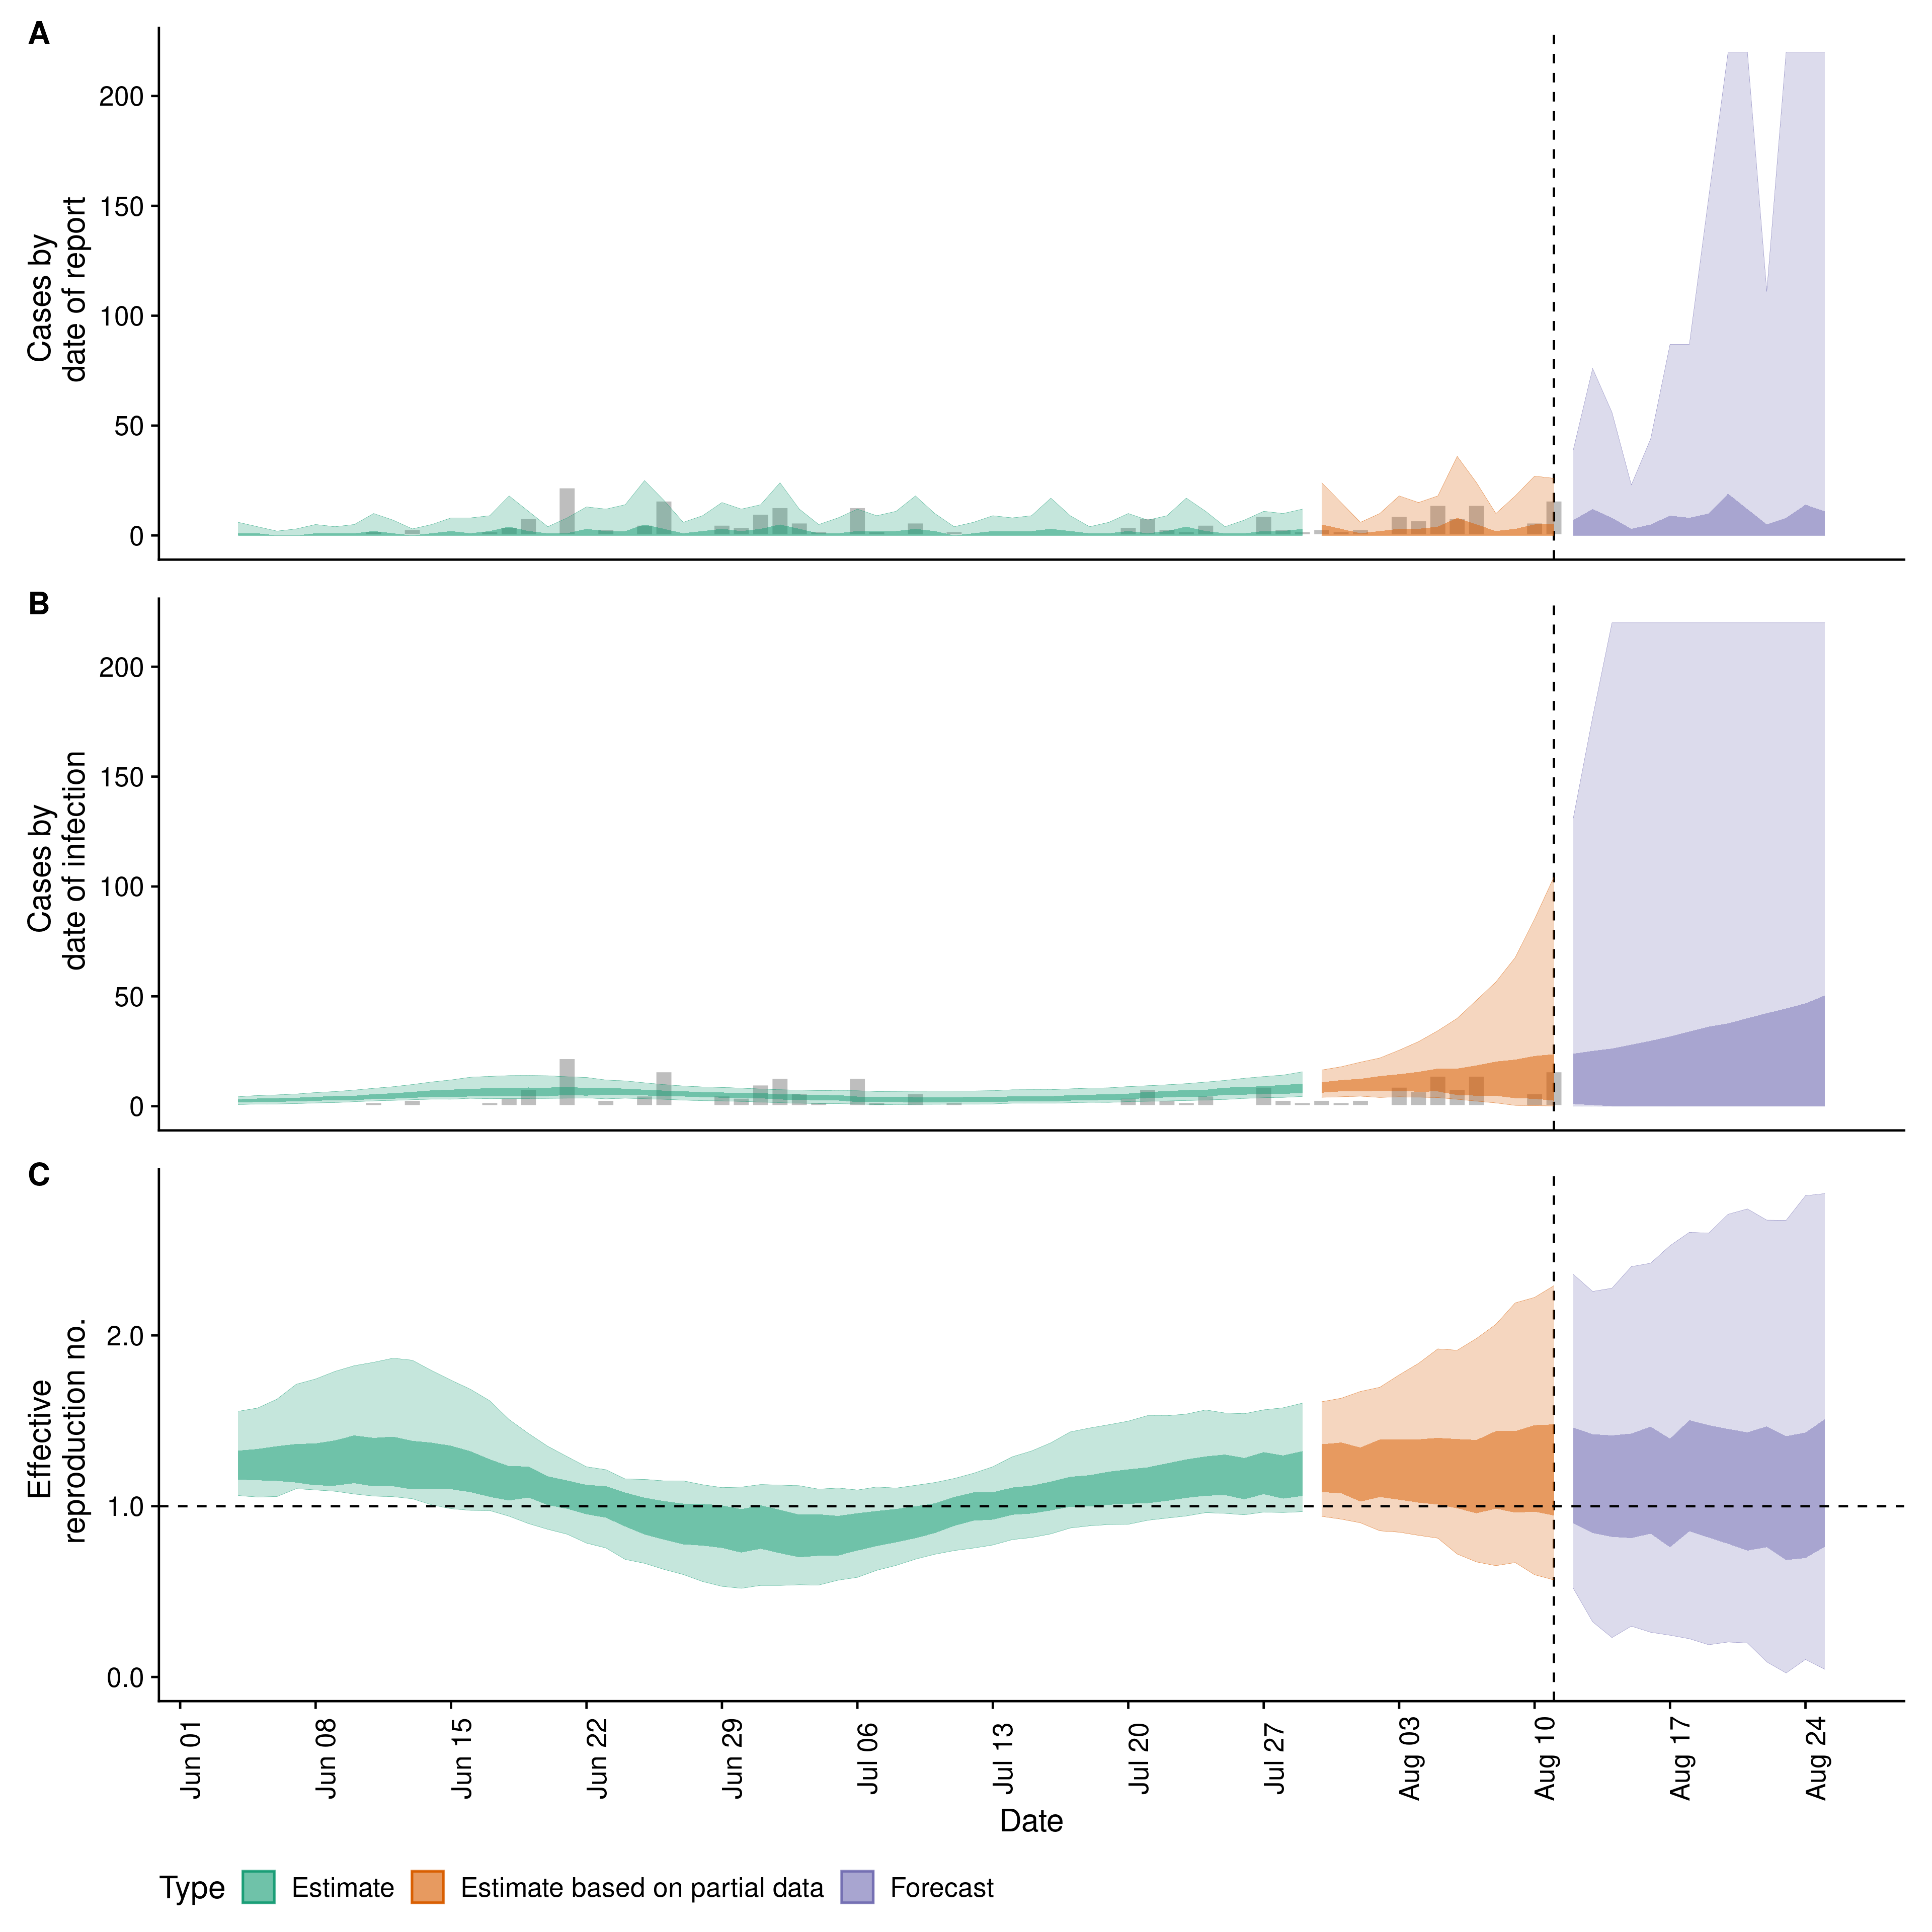 A
Cases by
date of report
200
150
100
50
0
B
Cases by
date of infection
200
150
100
50
0
C
Effective
reproduction no.
2.0
1.0
0.0
Jun 01
Jun 08
Jun 15
Jun 22
Jun 29
Jul 06
Jul 13
Jul 20
Jul 27
Aug 03
Aug 10
Aug 17
Aug 24
Date
Type Estimate Estimate based on partial data Forecast